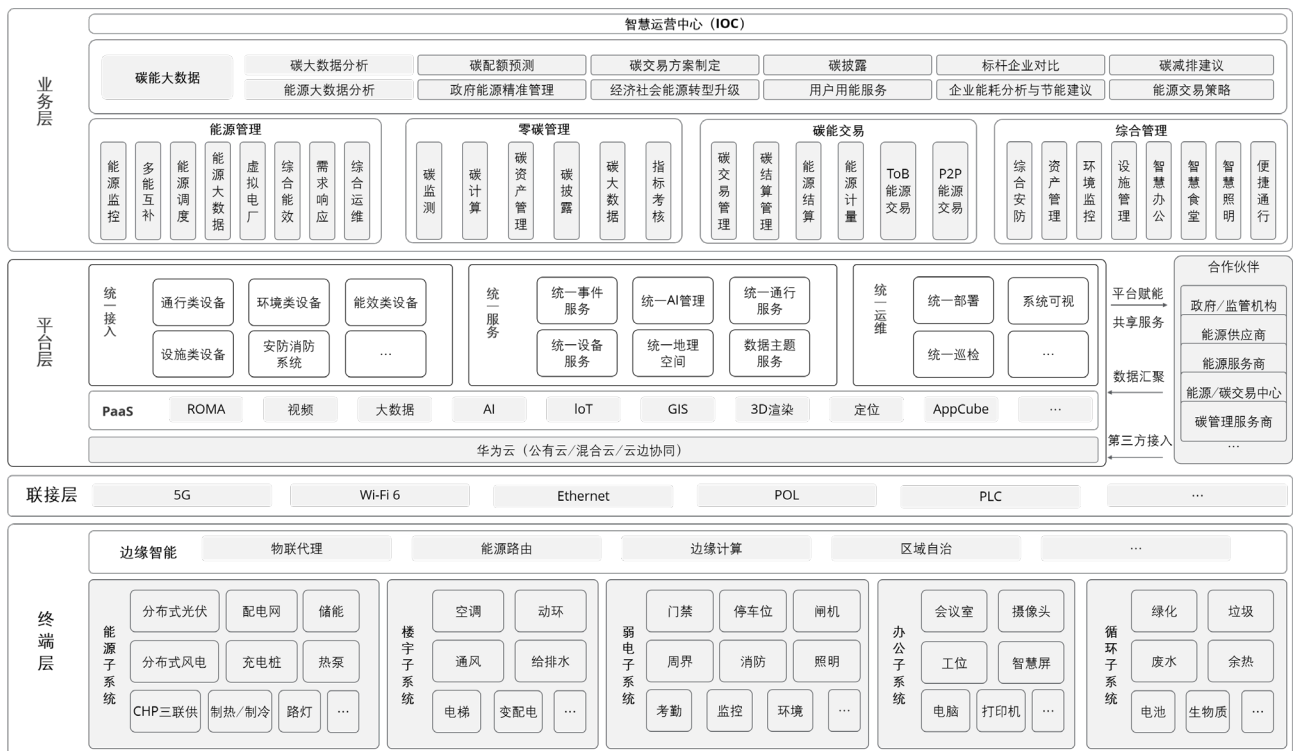 智慧运营中心（IOC）
业务层
碳能大数据
碳大数据分析
碳配额预测
碳交易方案制定
碳披露
标杆企业对比
碳减排建议
能源大数据分析
政府能源精准管理
经济社会能源转型升级
用户用能服务
企业能耗分析与节能建议
能源交易策略
能源管理
能源监控
多能互补
能源调度
能源大数据
虚拟电厂
综合能效
需求响应
综合运维
零碳管理
碳监测
碳计算
碳资产管理
碳披露
碳大数据
指标考核
碳能交易
碳交易管理
碳结算管理
能源结算
能源计量
ToB
能源
交易
P2P
能源
交易
综合管理
综合安防
资产管理
环境监控
设施管理
智慧办公
智慧食堂
智慧照明
便捷通行
平台层
统一接入
通行类设备
环境类设备
能效类设备
设施类设备
安防消防
系统
…
统一服务
统一事件
服务
统一AI管理
统一通行
服务
统一设备
服务
统一地理
空间
数据主题
服务
统一运维
统一部署
系统可视
统一巡检
…
PaaS
ROMA
视频
大数据
AI
IoT
GIS
3D渲染
定位
AppCube
…
华为云（公有云/混合云/云边协同）
平台赋能
共享服务
数据汇聚
第三方接入
合作伙伴
政府/监管机构
能源供应商
能源服务商
能源/碳交易中心
碳管理服务商
…
联接层
5G
Wi-Fi 6
Ethernet
POL
PLC
…
终端层
边缘智能
物联代理
能源路由
边缘计算
区域自治
…
能源子系统
分布式光伏
配电网
储能
分布式风电
充电桩
热泵
CHP三联供
制热/制冷
路灯
…
楼宇子系统
空调
动环
通风
给排水
电梯
变配电
…
弱电子系统
门禁
停车位
闸机
周界
消防
照明
考勤
监控
环境
…
办公子系统
会议室
摄像头
工位
智慧屏
电脑
打印机
…
循环子系统
绿化
垃圾
废水
余热
电池
生物质
…